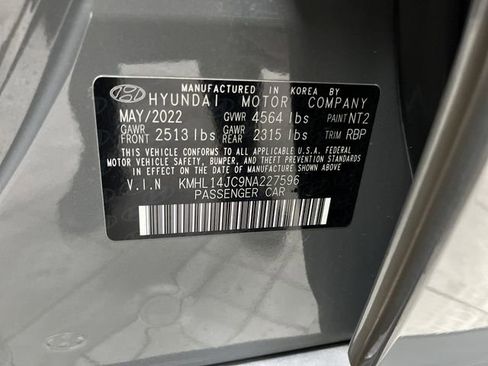 MANUFACTURED IN KOREA BY
HYUNDAI MOTOR COMPANY
MAY/2022 GVWR 4564 lbs PAINT NT2
GAWR FRONT 2513 lbs GAWR REAR 2315 lbs TRIM RBP
THIS VEHICLE CONFORMS TO ALL APPLICABLE U.S.A. FEDERAL
MOTOR VEHICLE SAFETY, BUMPER, AND THEFT PREVENTION STANDARDS
IN EFFECT ON THE DATE OF MANUFACTURE SHOWN ABOVE.
V.I.N KMHL14JC9NA227596
PASSENGER CAR